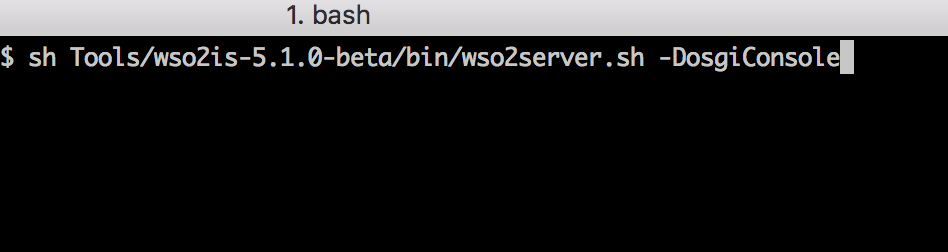 1. bash
$ sh Tools/wso2is-5.1.0-beta/bin/wso2server.sh -DosgiConsole